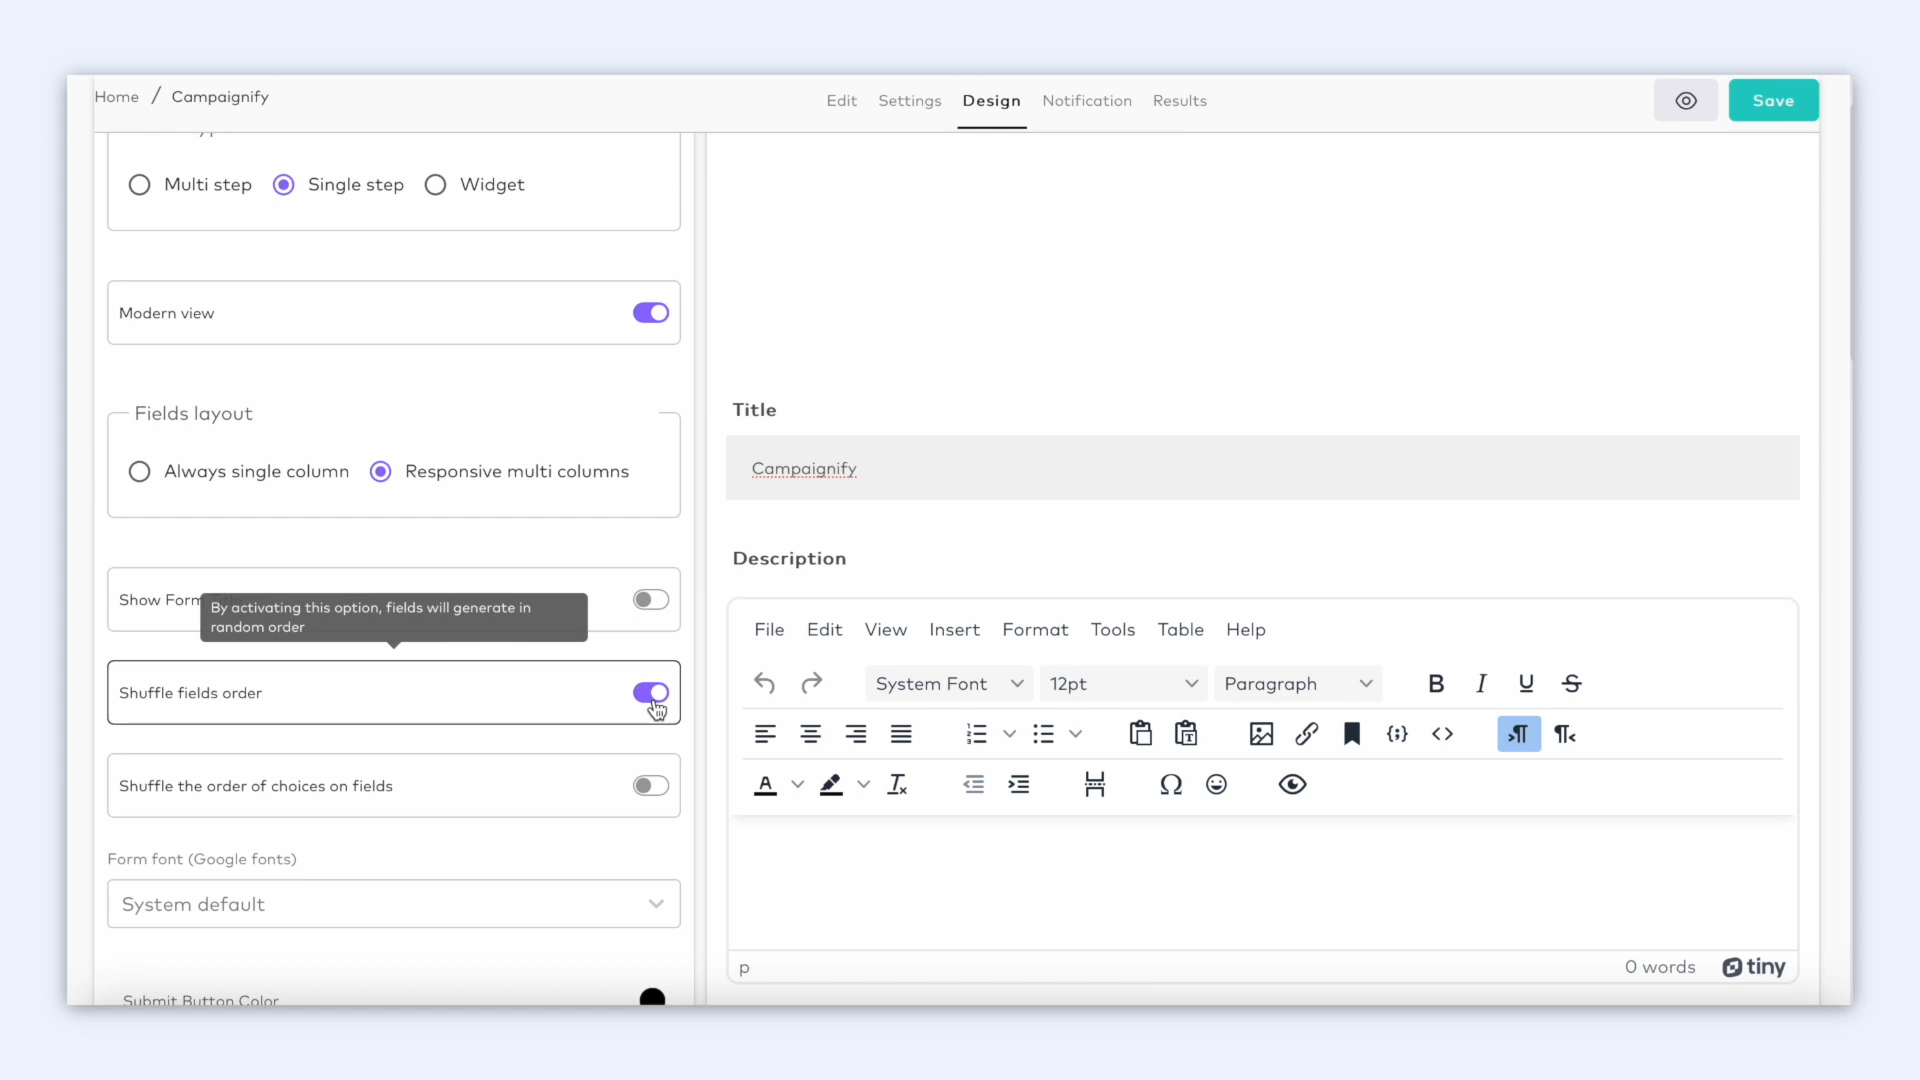 Home / Campaignify
Edit Settings Design Notification Results
Save
Multi step Single step Widget
Modern view
Fields layout
Always single column Responsive multi columns
Show Form
By activating this option, fields will generate in
random order
Shuffle fields order
Shuffle the order of choices on fields
Form font (Google fonts)
System default
Submit Button Color
Title
Campaignify
Description
File Edit View Insert Format Tools Table Help
System Font 12pt Paragraph
p
0 words tiny